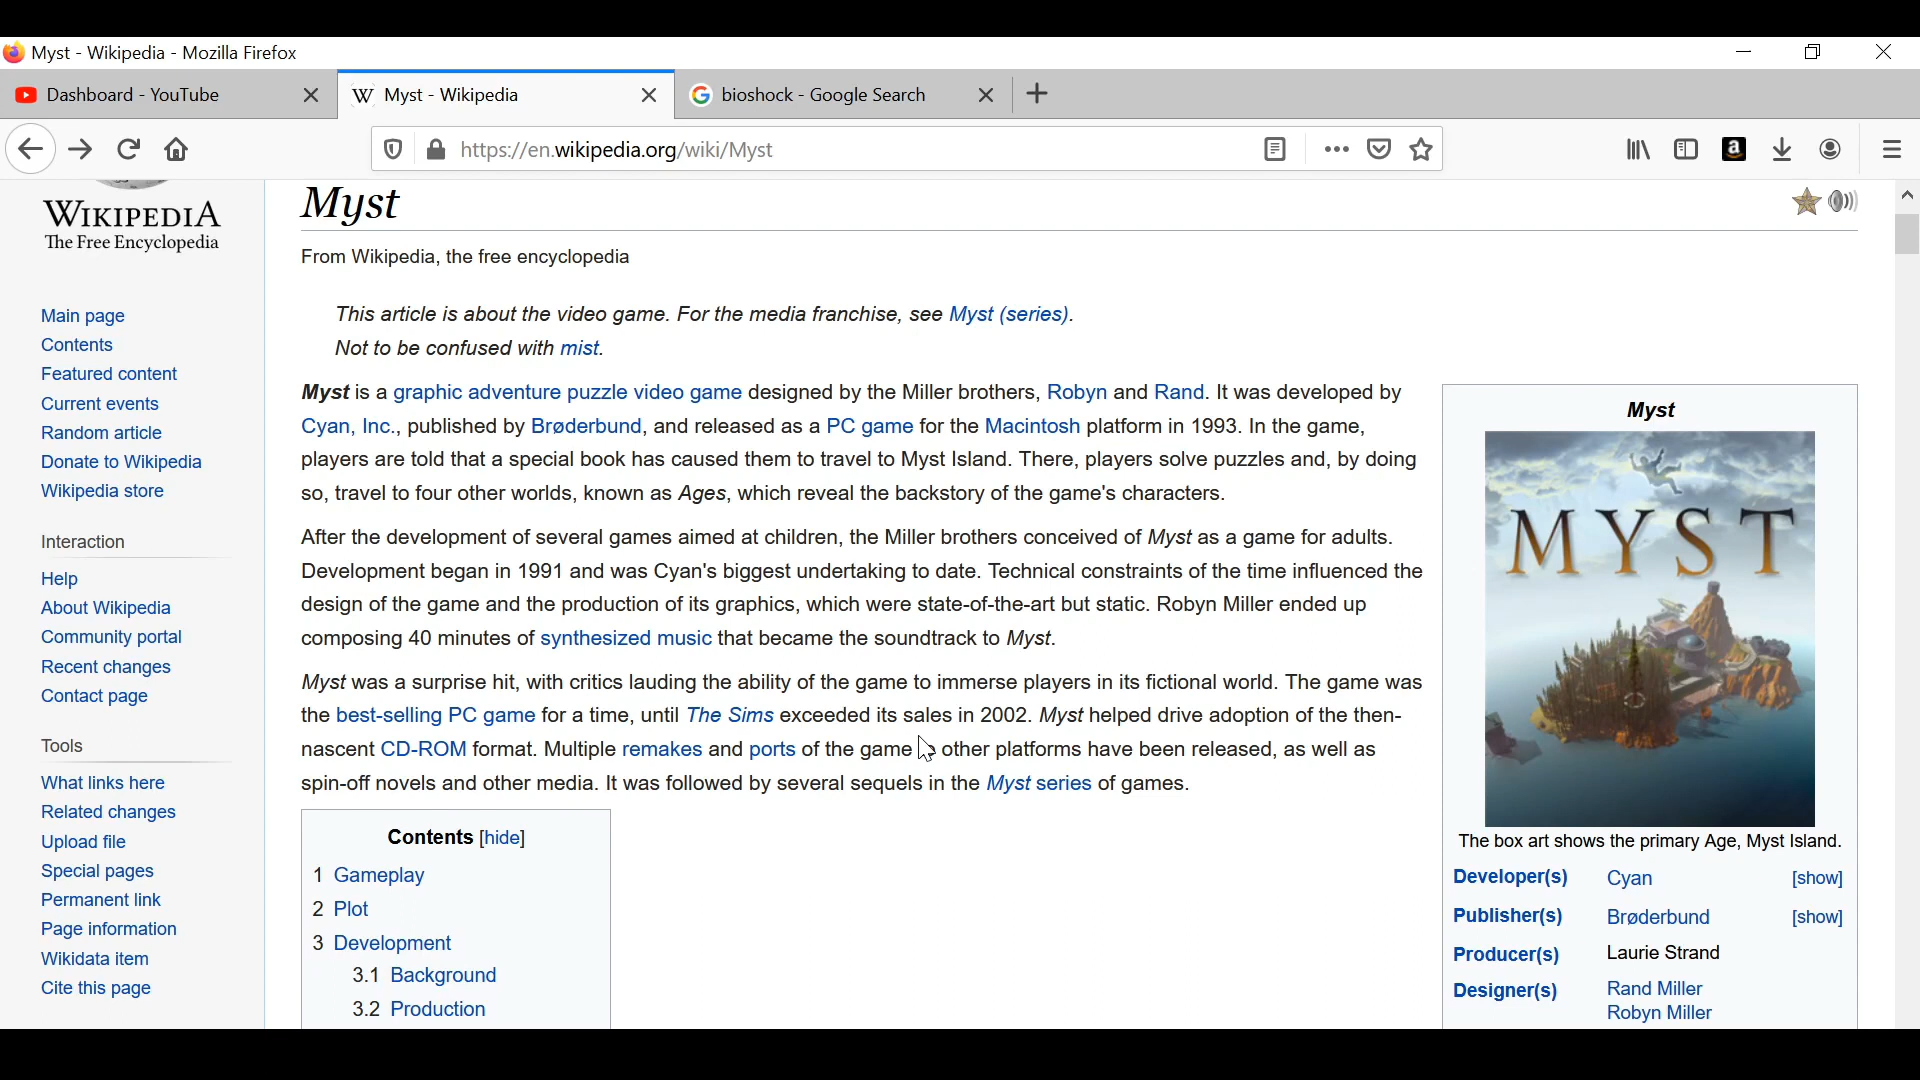 Myst - Wikipedia - Mozilla Firefox
Dashboard - YouTube
W Myst - Wikipedia
bioshock - Google Search
https://en.wikipedia.org/wiki/Myst
WIKIPEDIA
The Free Encyclopedia
Main page
Contents
Featured content
Current events
Random article
Donate to Wikipedia
Wikipedia store
Interaction
Help
About Wikipedia
Community portal
Recent changes
Contact page
Tools
What links here
Related changes
Upload file
Special pages
Permanent link
Page information
Wikidata item
Cite this page
Myst
From Wikipedia, the free encyclopedia
This article is about the video game. For the media franchise, see Myst (series).
Not to be confused with mist.
Myst is a graphic adventure puzzle video game designed by the Miller brothers, Robyn and Rand. It was developed by
Cyan, Inc., published by Brøderbund, and released as a PC game for the Macintosh platform in 1993. In the game,
players are told that a special book has caused them to travel to Myst Island. There, players solve puzzles and, by doing
so, travel to four other worlds, known as Ages, which reveal the backstory of the game's characters.
After the development of several games aimed at children, the Miller brothers conceived of Myst as a game for adults.
Development began in 1991 and was Cyan's biggest undertaking to date. Technical constraints of the time influenced the
design of the game and the production of its graphics, which were state-of-the-art but static. Robyn Miller ended up
composing 40 minutes of synthesized music that became the soundtrack to Myst.
Myst was a surprise hit, with critics lauding the ability of the game to immerse players in its fictional world. The game was
the best-selling PC game for a time, until The Sims exceeded its sales in 2002. Myst helped drive adoption of the then-
nascent CD-ROM format. Multiple remakes and ports of the game other platforms have been released, as well as
spin-off novels and other media. It was followed by several sequels in the Myst series of games.
Contents [hide]
1 Gameplay
2 Plot
3 Development
3.1 Background
3.2 Production
Myst
MYST
The box art shows the primary Age, Myst Island.
Developer(s) Cyan [show]
Publisher(s) Brøderbund [show]
Producer(s) Laurie Strand
Designer(s) Rand Miller
Robyn Miller